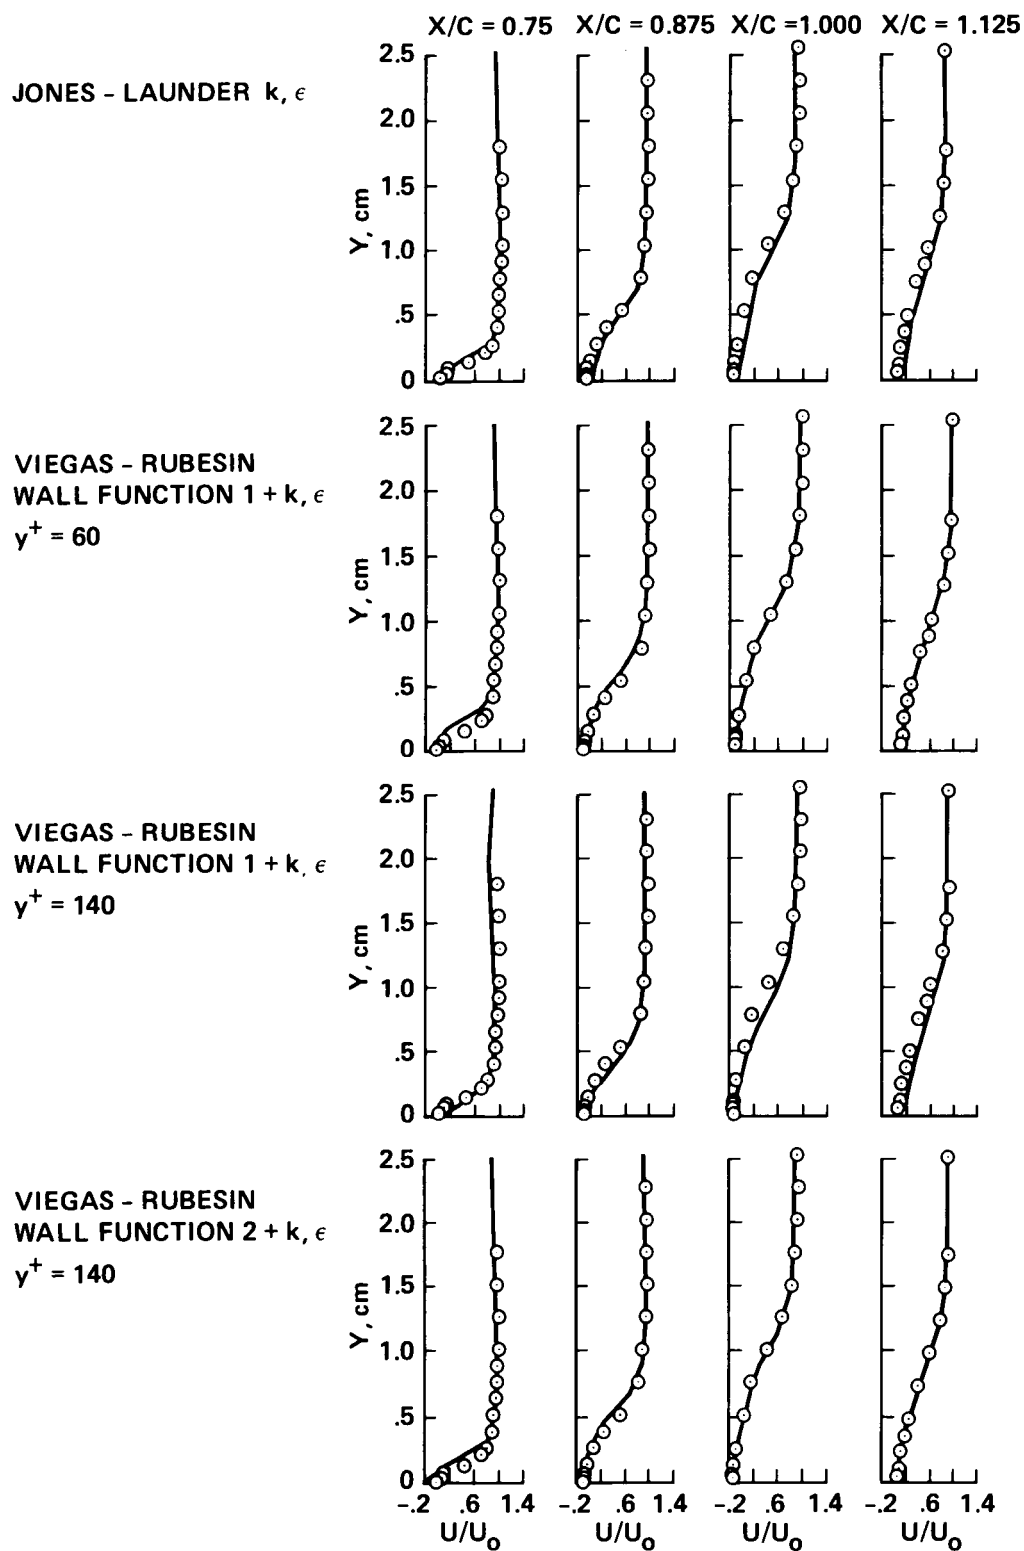 X/C = 0.75 X/C = 0.875 X/C = 1.000 X/C = 1.125
JONES – LAUNDER k, ϵ
2.5
2.0
1.5
1.0
.5
0
Y, cm
VIEGAS – RUBESIN
WALL FUNCTION 1 + k, ϵ
y+ = 60
2.5
2.0
1.5
1.0
.5
0
Y, cm
VIEGAS – RUBESIN
WALL FUNCTION 1 + k, ϵ
y+ = 140
2.5
2.0
1.5
1.0
.5
0
Y, cm
VIEGAS – RUBESIN
WALL FUNCTION 2 + k, ϵ
y+ = 140
2.5
2.0
1.5
1.0
.5
0
Y, cm
-.2 .6 1.4 -.2 .6 1.4 -.2 .6 1.4 -.2 .6 1.4
U/Uo U/Uo U/Uo U/Uo